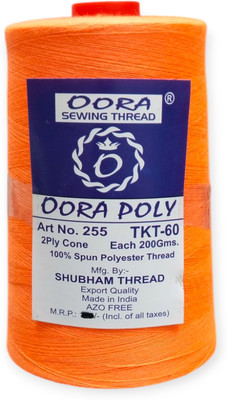 OORA®
SEWING THREAD
O
OORA POLY
Art No. 255 TKT-60
2Ply Cone Each 200Gms.
100% Spun Polyester Thread
Mfg. By:-
SHUBHAM THREAD
Export Quality
Made in India
AZO FREE
M.R.P.: /- (Incl. of all taxes)